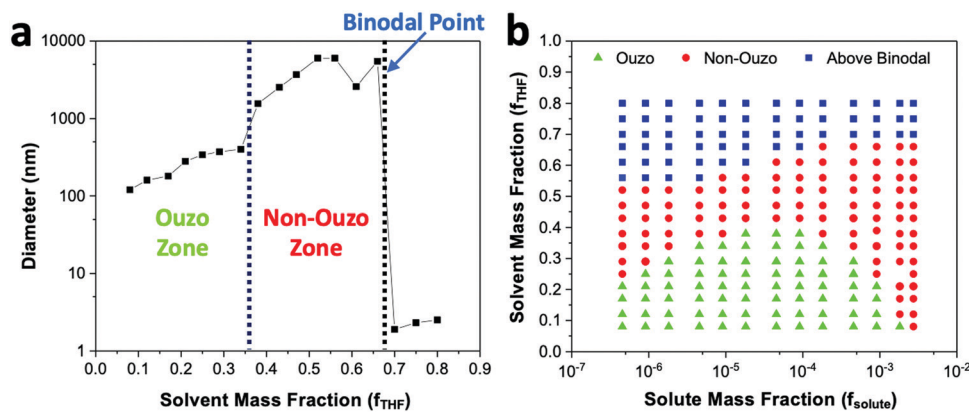 a
Binodal Point
10000
1000
100
10
1
Diameter (nm)
Ouzo
Zone
Non-Ouzo
Zone
0.0 0.1 0.2 0.3 0.4 0.5 0.6 0.7 0.8 0.9
Solvent Mass Fraction (fTHF)
b
Ouzo Non-Ouzo Above Binodal
1.0
0.9
0.8
0.7
0.6
0.5
0.4
0.3
0.2
0.1
0.0
Solvent Mass Fraction (fTHF)
10-7 10-6 10-5 10-4 10-3 10-2
Solute Mass Fraction (fsolute)